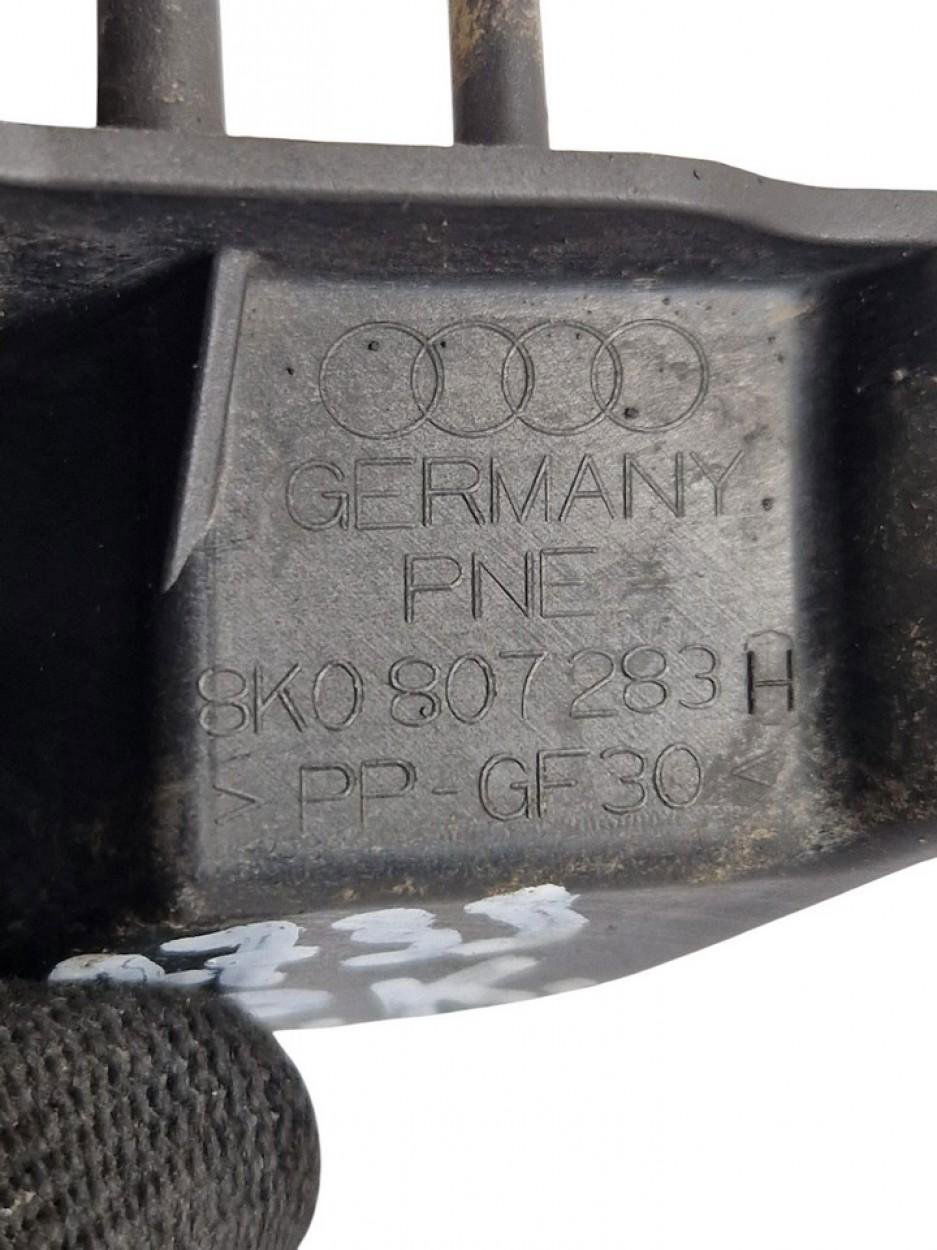 GERMANY
PNE
8K0 807 283 H
>PP-GF30<